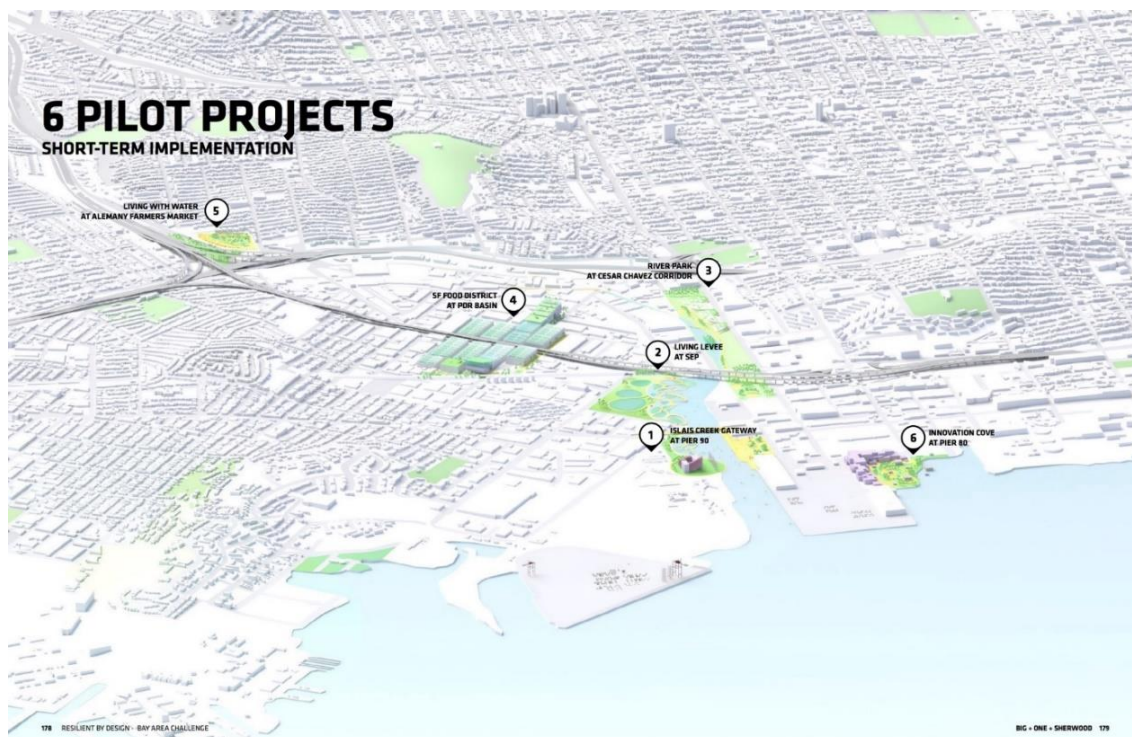 6 PILOT PROJECTS
SHORT-TERM IMPLEMENTATION
LIVING WITH WATER
AT ALEMANY FARMERS MARKET
5
RIVER PARK
AT CESAR CHAVEZ CORRIDOR
3
SF FOOD DISTRICT
AT PDR BASIN
4
2
LIVING LEVEE
AT SEP
1
ISLAIS CREEK GATEWAY
AT PIER 90
6
INNOVATION COVE
AT PIER 80
178 RESILIENT BY DESIGN - BAY AREA CHALLENGE
BIG + ONE + SHERWOOD 179